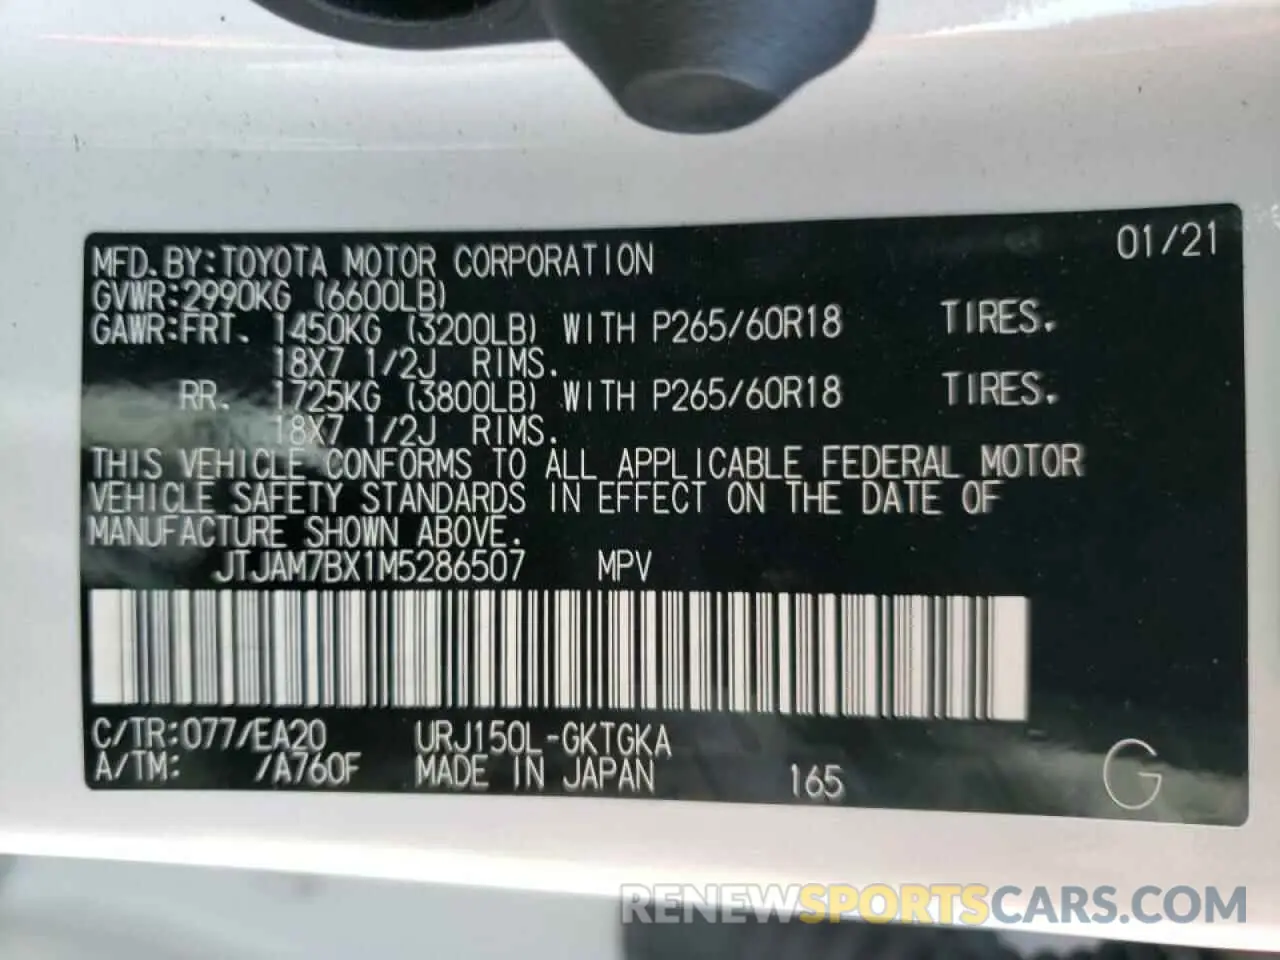 01/21
MFD.BY:TOYOTA MOTOR CORPORATION
GVWR:2990KG (6600LB)
GAWR:FRT. 1450KG (3200LB) WITH P265/60R18 TIRES.
18X7 1/2J RIMS.
RR. 1725KG (3800LB) WITH P265/60R18 TIRES.
18X7 1/2J RIMS.
THIS VEHICLE CONFORMS TO ALL APPLICABLE FEDERAL MOTOR
VEHICLE SAFETY STANDARDS IN EFFECT ON THE DATE OF
MANUFACTURE SHOWN ABOVE.
JTJAM7BX1M5286507 MPV
C/TR:077/EA20 URJ150L-GKTGKA
A/TM: /A760F MADE IN JAPAN 165 G
RENEWSPORTSCARS.COM